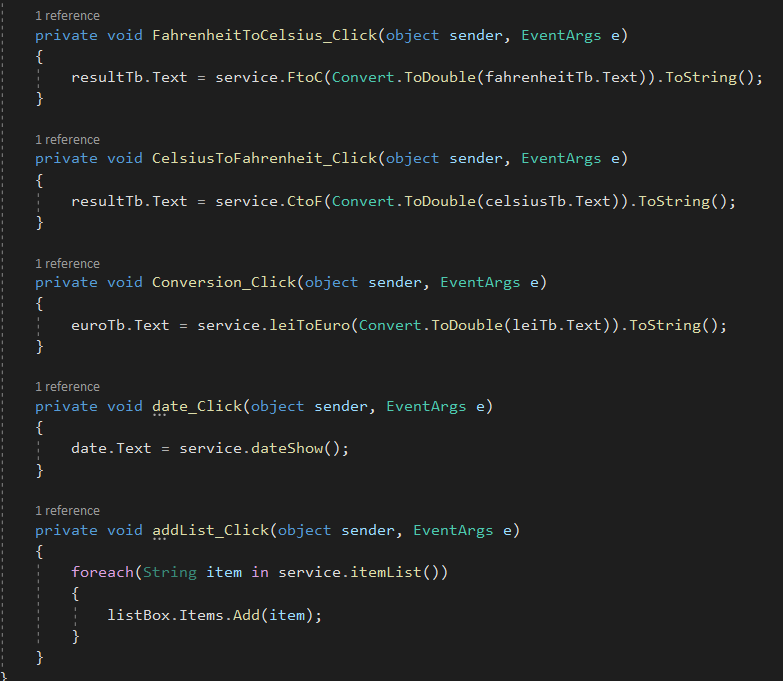 1 reference
private void FahrenheitToCelsius_Click(object sender, EventArgs e)
{
resultTb.Text = service.FtoC(Convert.ToDouble(fahrenheitTb.Text)).ToString();
}
1 reference
private void CelsiusToFahrenheit_Click(object sender, EventArgs e)
{
resultTb.Text = service.CtoF(Convert.ToDouble(celsiusTb.Text)).ToString();
}
1 reference
private void Conversion_Click(object sender, EventArgs e)
{
euroTb.Text = service.leiToEuro(Convert.ToDouble(leiTb.Text)).ToString();
}
1 reference
private void date_Click(object sender, EventArgs e)
{
date.Text = service.dateShow();
}
1 reference
private void addList_Click(object sender, EventArgs e)
{
foreach(String item in service.itemList())
{
listBox.Items.Add(item);
}
}
}